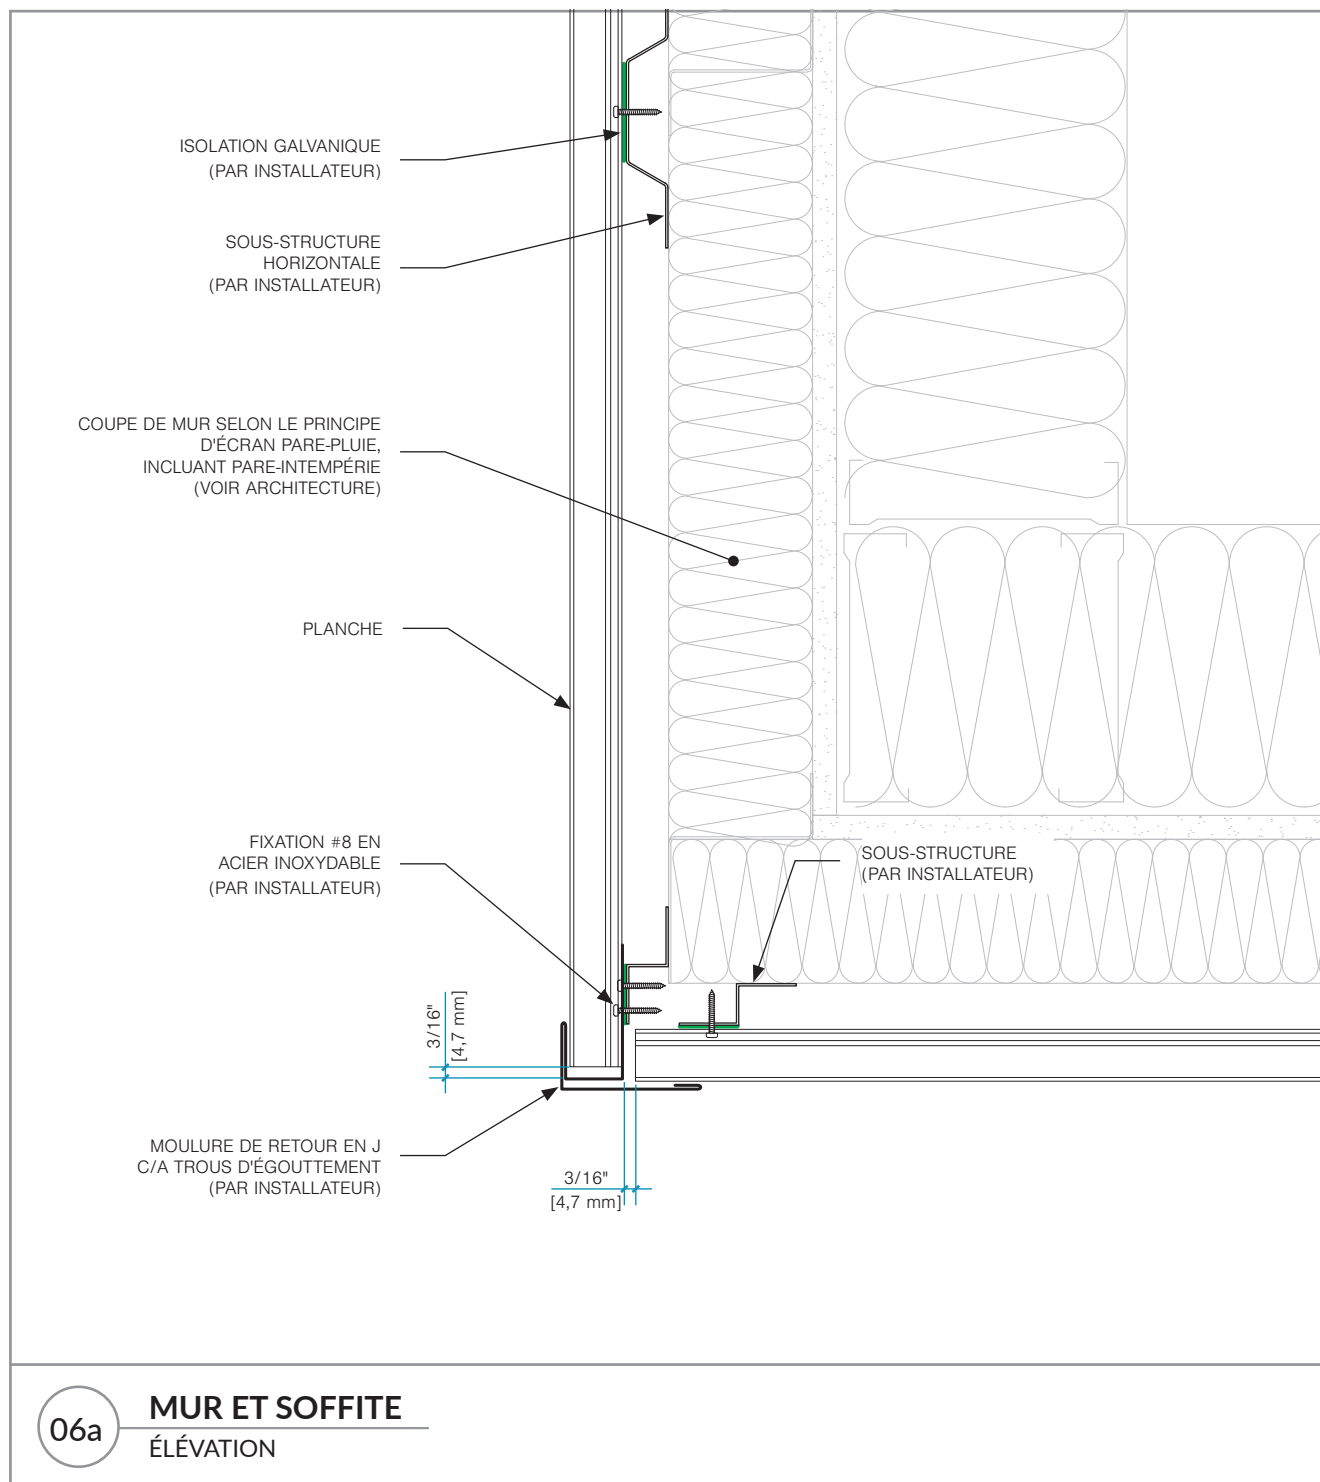 ISOLATION GALVANIQUE
(PAR INSTALLATEUR)
SOUS-STRUCTURE
HORIZONTALE
(PAR INSTALLATEUR)
COUPE DE MUR SELON LE PRINCIPE
D'ÉCRAN PARE-PLUIE,
INCLUANT PARE-INTEMPÉRIE
(VOIR ARCHITECTURE)
PLANCHE
FIXATION #8 EN
ACIER INOXYDABLE
(PAR INSTALLATEUR)
SOUS-STRUCTURE
(PAR INSTALLATEUR)
3/16"
[4,7 mm]
MOULURE DE RETOUR EN J
C/A TROUS D'ÉGOUTTEMENT
(PAR INSTALLATEUR)
3/16"
[4,7 mm]
06a
MUR ET SOFFITE
ÉLÉVATION